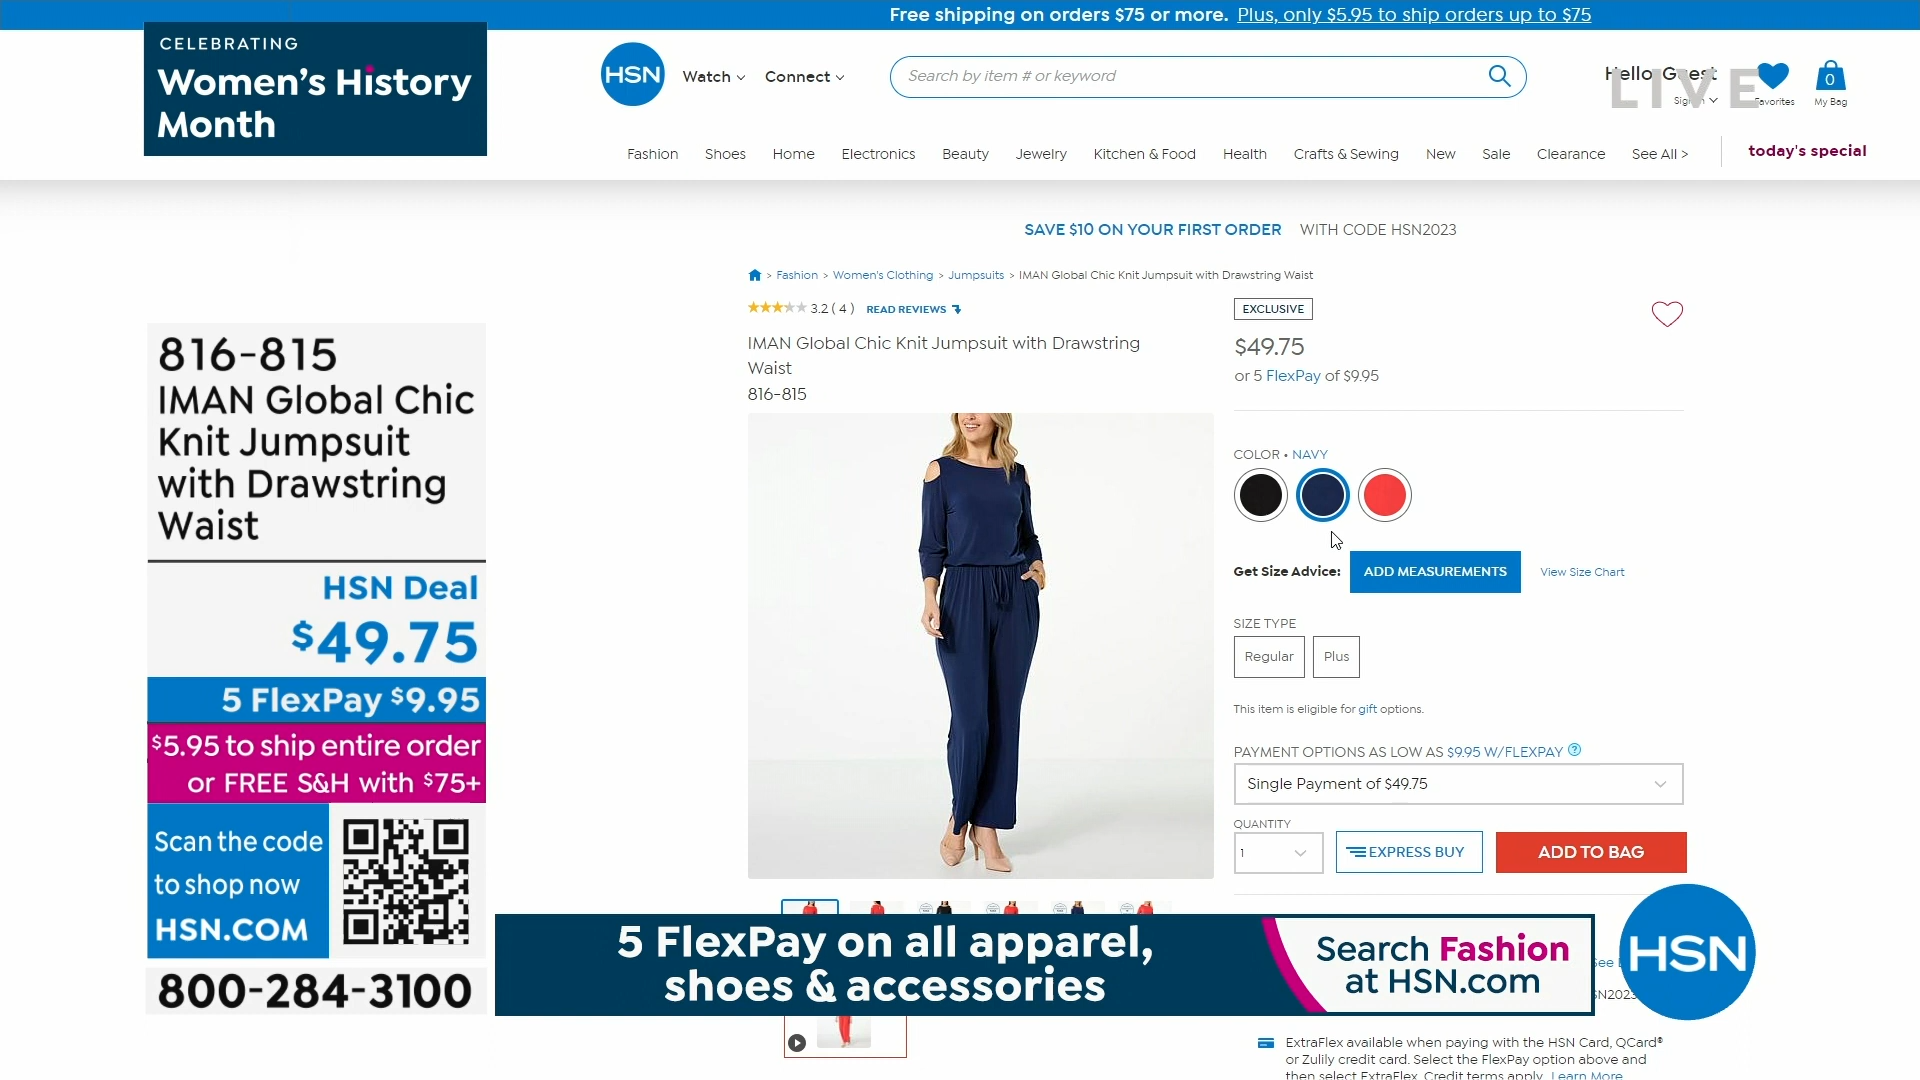 Free shipping on orders $75 or more. Plus, only $5.95 to ship orders up to $75
CELEBRATING
Women's History
Month
HSN
Watch
Connect
Search by item # or keyword
Hello, Guest
LIVE
Favorites
0
My Bag
Fashion
Shoes
Home
Electronics
Beauty
Jewelry
Kitchen & Food
Health
Crafts & Sewing
New
Sale
Clearance
See All >
today's special
SAVE $10 ON YOUR FIRST ORDER WITH CODE HSN2023
> Fashion > Women's Clothing > Jumpsuits > IMAN Global Chic Knit Jumpsuit with Drawstring Waist
3.2 ( 4 ) READ REVIEWS
IMAN Global Chic Knit Jumpsuit with Drawstring
Waist
816-815
EXCLUSIVE
$49.75
or 5 FlexPay of $9.95
COLOR • NAVY
Get Size Advice:
ADD MEASUREMENTS
View Size Chart
SIZE TYPE
Regular
Plus
This item is eligible for gift options.
PAYMENT OPTIONS AS LOW AS $9.95 W/FLEXPAY ?
Single Payment of $49.75
QUANTITY
1
EXPRESS BUY
ADD TO BAG
816-815
IMAN Global Chic
Knit Jumpsuit
with Drawstring
Waist
HSN Deal
$49.75
5 FlexPay $9.95
$5.95 to ship entire order
or FREE S&H with $75+
Scan the code
to shop now
HSN.COM
800-284-3100
5 FlexPay on all apparel,
shoes & accessories
Search Fashion
at HSN.com
HSN
ExtraFlex available when paying with the HSN Card, QCard®
or Zulily credit card. Select the FlexPay option above and
then select ExtraFlex. Credit terms apply. Learn More